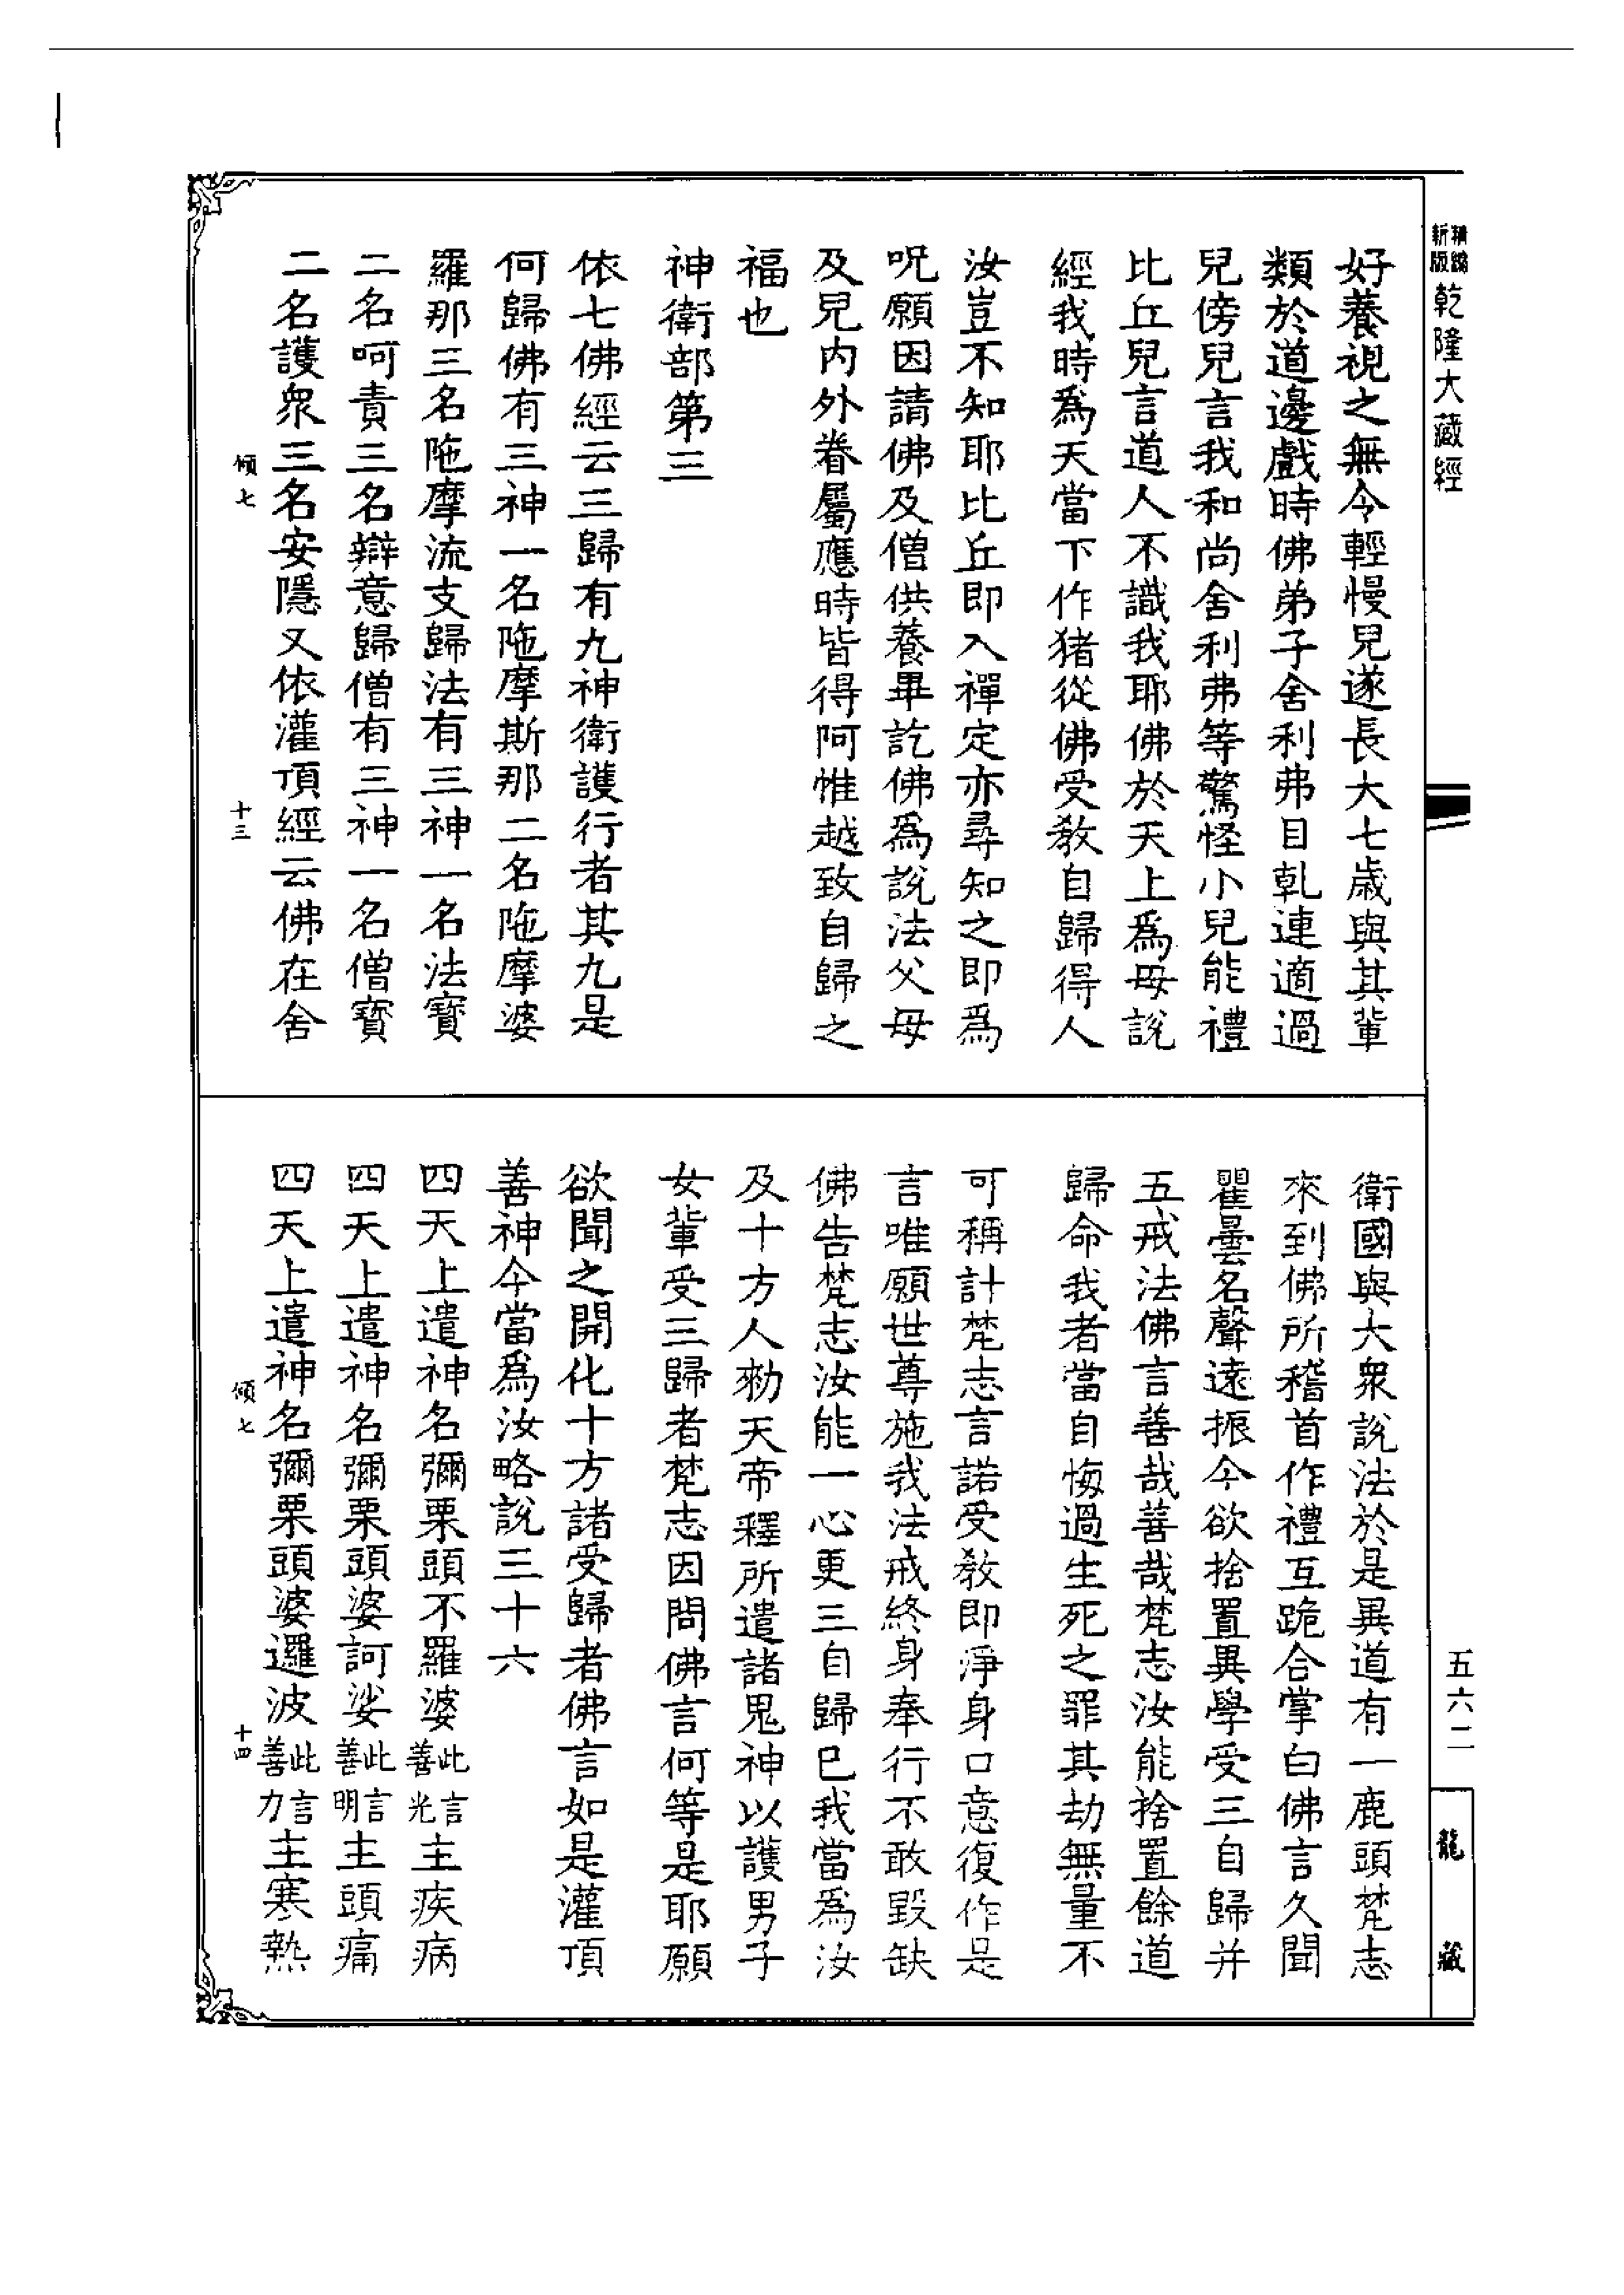 新編
新版
乾隆大藏經
好養視之無令輕慢兒遂長大七歲與其輩
類於道邊戲時佛弟子舍利弗目乹連適過
兒傍兒言我和尚舍利弗等驚怪小兒能禮
比丘兒言道人不識我耶佛於天上爲母說
經我時爲天當下作猪從佛受教自歸得人
汝豈不知耶比丘即入禪定亦尋知之即爲
呪願因請佛及僧供養畢訖佛爲說法父母
及兒內外眷屬應時皆得阿惟越致自歸之
福也
神衛部第三
依七佛經云三歸有九神衛護行者其九是
何歸佛有三神一名陁摩斯那二名陁摩婆
羅那三名陁摩流支歸法有三神一名法寶
二名呵責三名辯意歸僧有三神一名僧寶
二名護衆三名安隱又依灌頂經云佛在舍
傾七
十三
衛國與大衆說法於是異道有一鹿頭梵志
來到佛所稽首作禮互跪合掌白佛言久聞
瞿曇名聲遠振今欲捨置異學受三自歸并
五戒法佛言善哉善哉梵志汝能捨置餘道
歸命我者當自悔過生死之罪其劫無量不
可稱計梵志言諾受教即淨身口意復作是
言唯願世尊施我法戒終身奉行不敢毀缺
佛告梵志汝能一心更三自歸已我當爲汝
及十方人勑天帝釋所遣諸鬼神以護男子
女輩受三歸者梵志因問佛言何等是耶願
欲聞之開化十方諸受歸者佛言如是灌頂
善神今當爲汝略說三十六
四天上遣神名彌栗頭不羅婆此言善光主疾病
四天上遣神名彌栗頭婆訶娑此言善明主頭痛
四天上遣神名彌栗頭婆邏波此言善力主寒熱
傾七
十四
五六二
龍藏